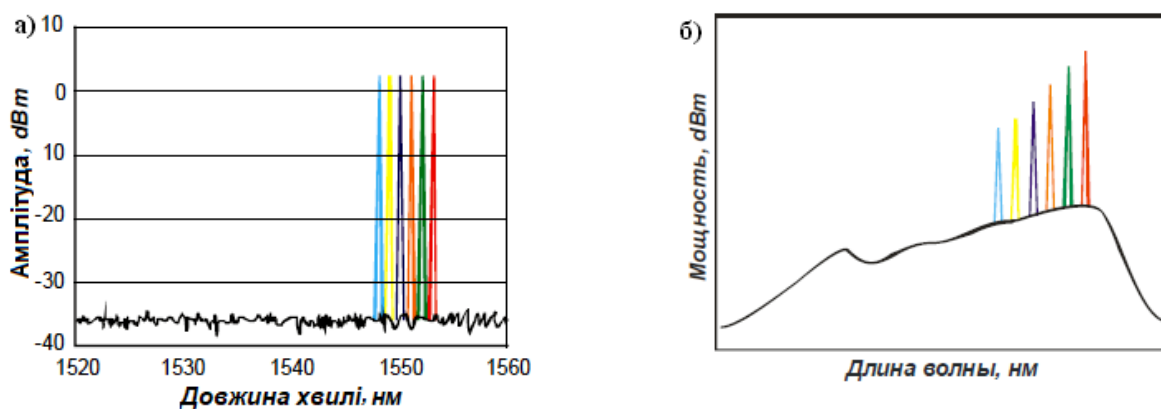 а)
10
0
10
-20
-30
-40
1520
1530
1540
1550
1560
Амплітуда, dBm
Довжина хвилі, нм
б)
Мощность, dBm
Длина волны, нм